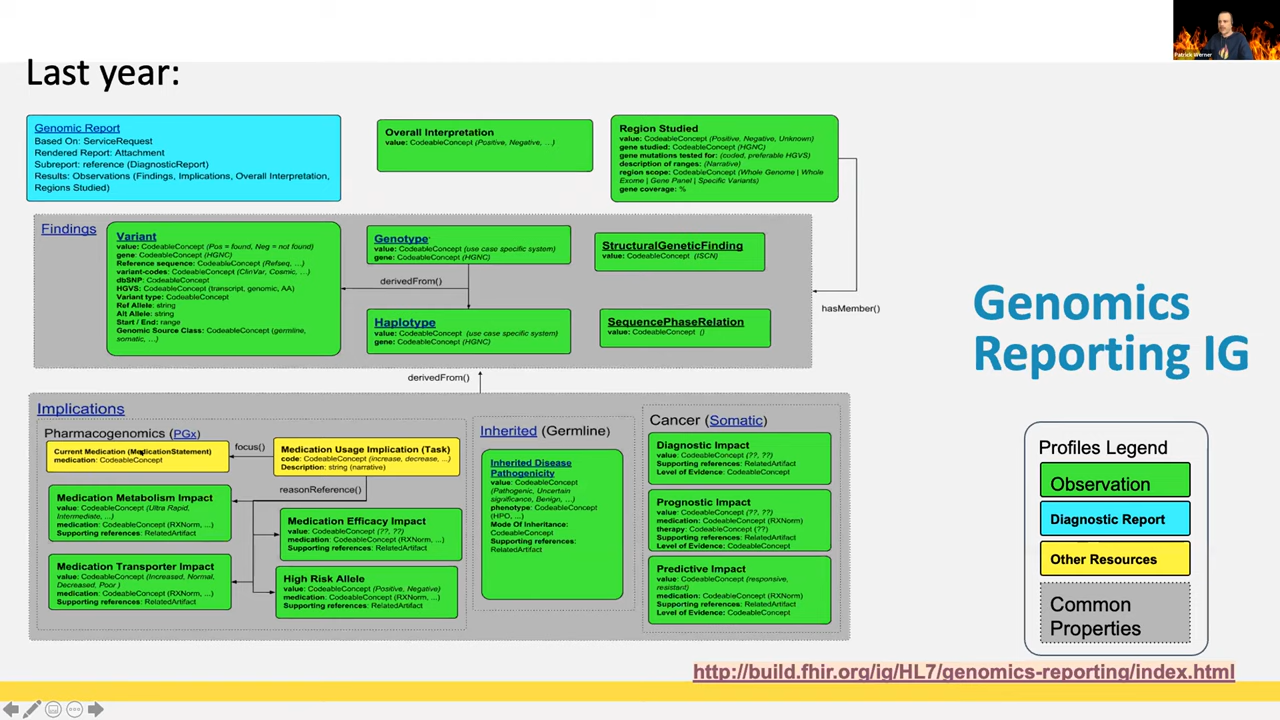 Patrick Werner
Last year:
Genomic Report
Based On: ServiceRequest
Rendered Report: Attachment
Subreport: reference (DiagnosticReport)
Results: Observations (Findings, Implications, Overall Interpretation,
Regions Studied)
Overall Interpretation
value: CodeableConcept (Positive, Negative, ...)
Region Studied
value: CodeableConcept (Positive, Negative, Unknown)
gene studied: CodeableConcept (HGNC)
gene mutations tested for: (coded, preferable HGVS)
description of ranges: (Narrative)
region scope: CodeableConcept (Whole Genome | Whole
Exome | Gene Panel | Specific Variants)
gene coverage: %
Findings
Variant
value: CodeableConcept (Pos = found, Neg = not found)
gene: CodeableConcept (HGNC)
Reference sequence: CodeableConcept (Refseq, ...)
variant-codes: CodeableConcept (ClinVar, Cosmic, ...)
dbSNP: CodeableConcept
HGVS: CodeableConcept (transcript, genomic, AA)
Variant type: CodeableConcept
Ref Allele: string
Alt Allele: string
Start / End: range
Genomic Source Class: CodeableConcept (germline,
somatic, ...)
Genotype
value: CodeableConcept (use case specific system)
gene: CodeableConcept (HGNC)
derivedFrom()
Haplotype
value: CodeableConcept (use case specific system)
gene: CodeableConcept (HGNC)
StructuralGeneticFinding
value: CodeableConcept (ISCN)
SequencePhaseRelation
value: CodeableConcept ()
hasMember()
derivedFrom()
Genomics
Reporting IG
Implications
Pharmacogenomics (PGx)
Current Medication (MedicationStatement)
medication: CodeableConcept
focus()
Medication Usage Implication (Task)
code: CodeableConcept (increase, decrease, ...)
Description: string (narrative)
reasonReference()
Medication Metabolism Impact
value: CodeableConcept (Ultra Rapid,
Intermediate, ...)
medication: CodeableConcept (RXNorm, ...)
Supporting references: RelatedArtifact
Medication Transporter Impact
value: CodeableConcept (Increased, Normal,
Decreased, Poor )
medication: CodeableConcept (RXNorm, ...)
Supporting references: RelatedArtifact
Medication Efficacy Impact
value: CodeableConcept (??, ??)
medication: CodeableConcept (RXNorm, ...)
Supporting references: RelatedArtifact
High Risk Allele
value: CodeableConcept (Positive, Negative)
medication: CodeableConcept (RXNorm, ...)
Supporting references: RelatedArtifact
Inherited (Germline)
Inherited Disease
Pathogenicity
value: CodeableConcept
(Pathogenic, Uncertain
significance, Benign, ...)
phenotype: CodeableConcept
(HPO, ...)
Mode Of Inheritance:
CodeableConcept
Supporting references:
RelatedArtifact
Cancer (Somatic)
Diagnostic Impact
value: CodeableConcept (??, ??)
Supporting references: RelatedArtifact
Level of Evidence: CodeableConcept
Prognostic Impact
value: CodeableConcept (??, ??)
medication: CodeableConcept (RXNorm)
therapy: CodeableConcept (??)
Supporting references: RelatedArtifact
Level of Evidence: CodeableConcept
Predictive Impact
value: CodeableConcept (responsive,
resistant)
medication: CodeableConcept (RXNorm)
Supporting references: RelatedArtifact
Level of Evidence: CodeableConcept
Profiles Legend
Observation
Diagnostic Report
Other Resources
Common
Properties
http://build.fhir.org/ig/HL7/genomics-reporting/index.html